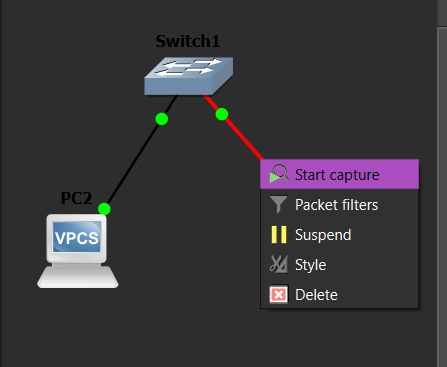 Switch1
PC2
VPCS
Start capture
Packet filters
Suspend
Style
Delete